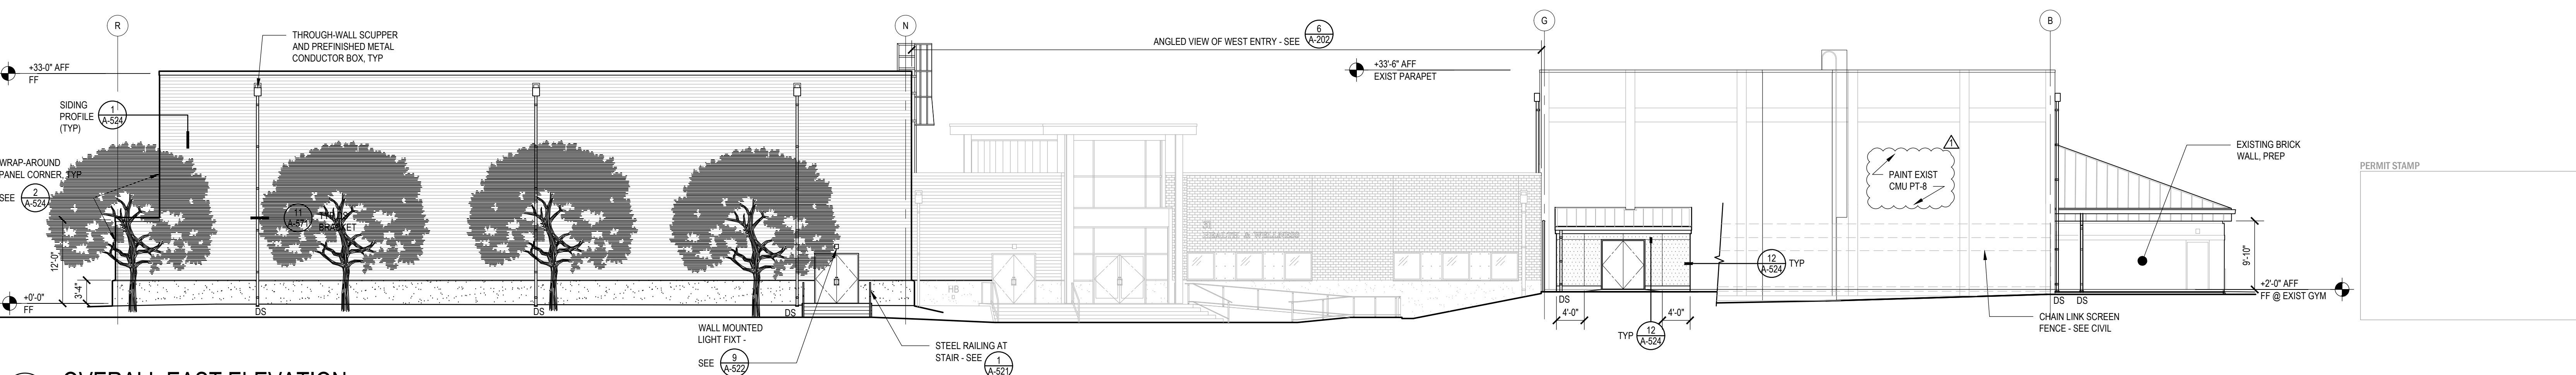 R
N
G
B
THROUGH-WALL SCUPPER
AND PREFINISHED METAL
CONDUCTOR BOX, TYP
+33-0" AFF
FF
SIDING
PROFILE
(TYP)
1
A-524
WRAP-AROUND
PANEL CORNER, TYP
SEE
2
A-524
12'-0"
3'-4"
+0'-0"
FF
11
A-571
BRACKET
DS
DS
DS
WALL MOUNTED
LIGHT FIXT -
SEE
9
A-522
STEEL RAILING AT
STAIR - SEE
1
A-521
ANGLED VIEW OF WEST ENTRY - SEE
6
A-202
+33'-6" AFF
EXIST PARAPET
HB
31
HEALTH & WELLNESS
DS
4'-0"
4'-0"
TYP
12
A-524
12
A-524
TYP
PAINT EXIST
CMU PT-8
1
CHAIN LINK SCREEN
FENCE - SEE CIVIL
DS
DS
EXISTING BRICK
WALL, PREP
9'-10"
+2'-0" AFF
FF @ EXIST GYM
PERMIT STAMP
OVERALL EAST ELEVATION